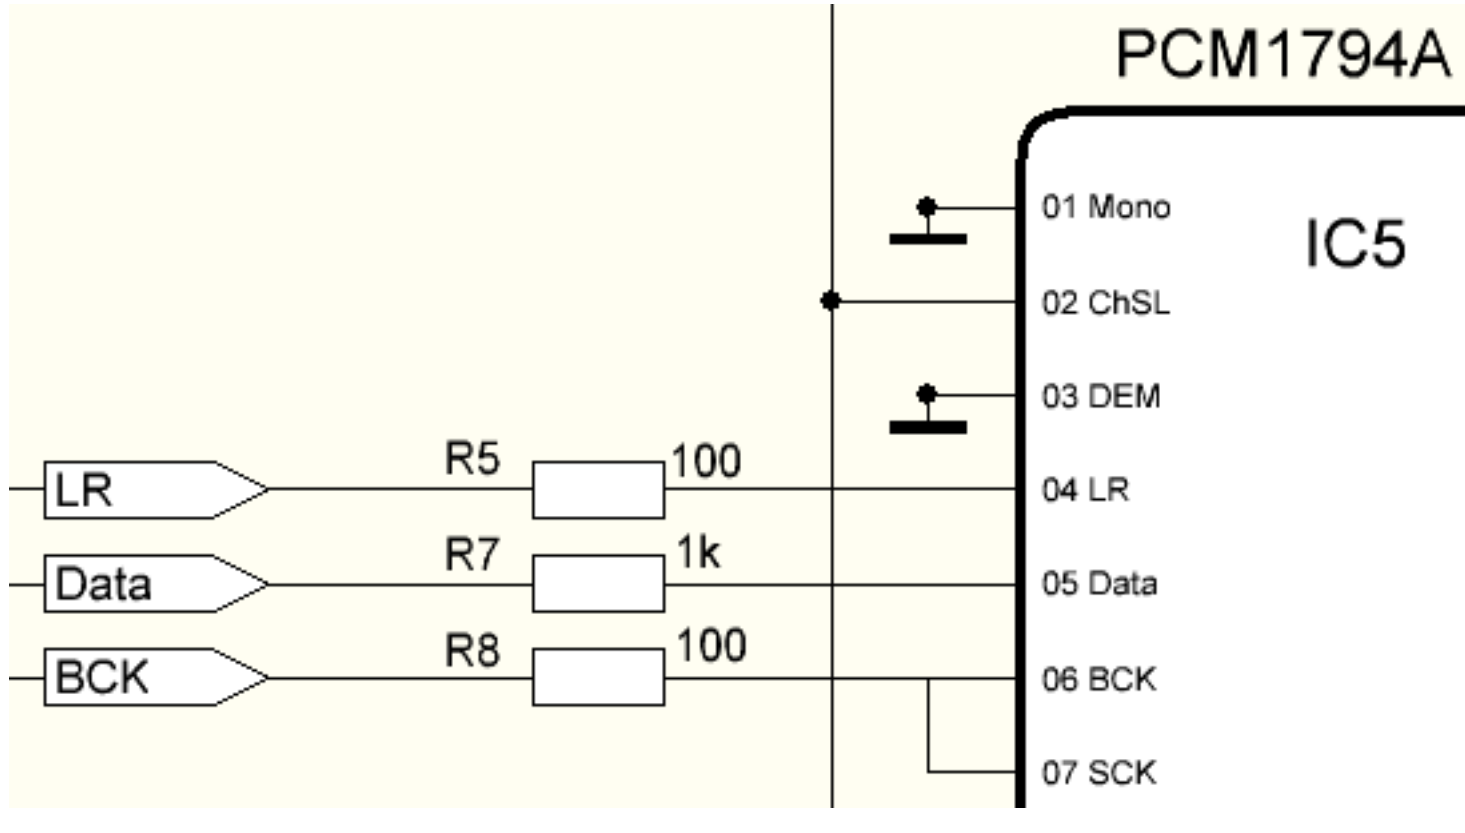 PCM1794A
IC5
01 Mono
02 ChSL
03 DEM
LR R5 100 04 LR
Data R7 1k 05 Data
BCK R8 100 06 BCK
07 SCK